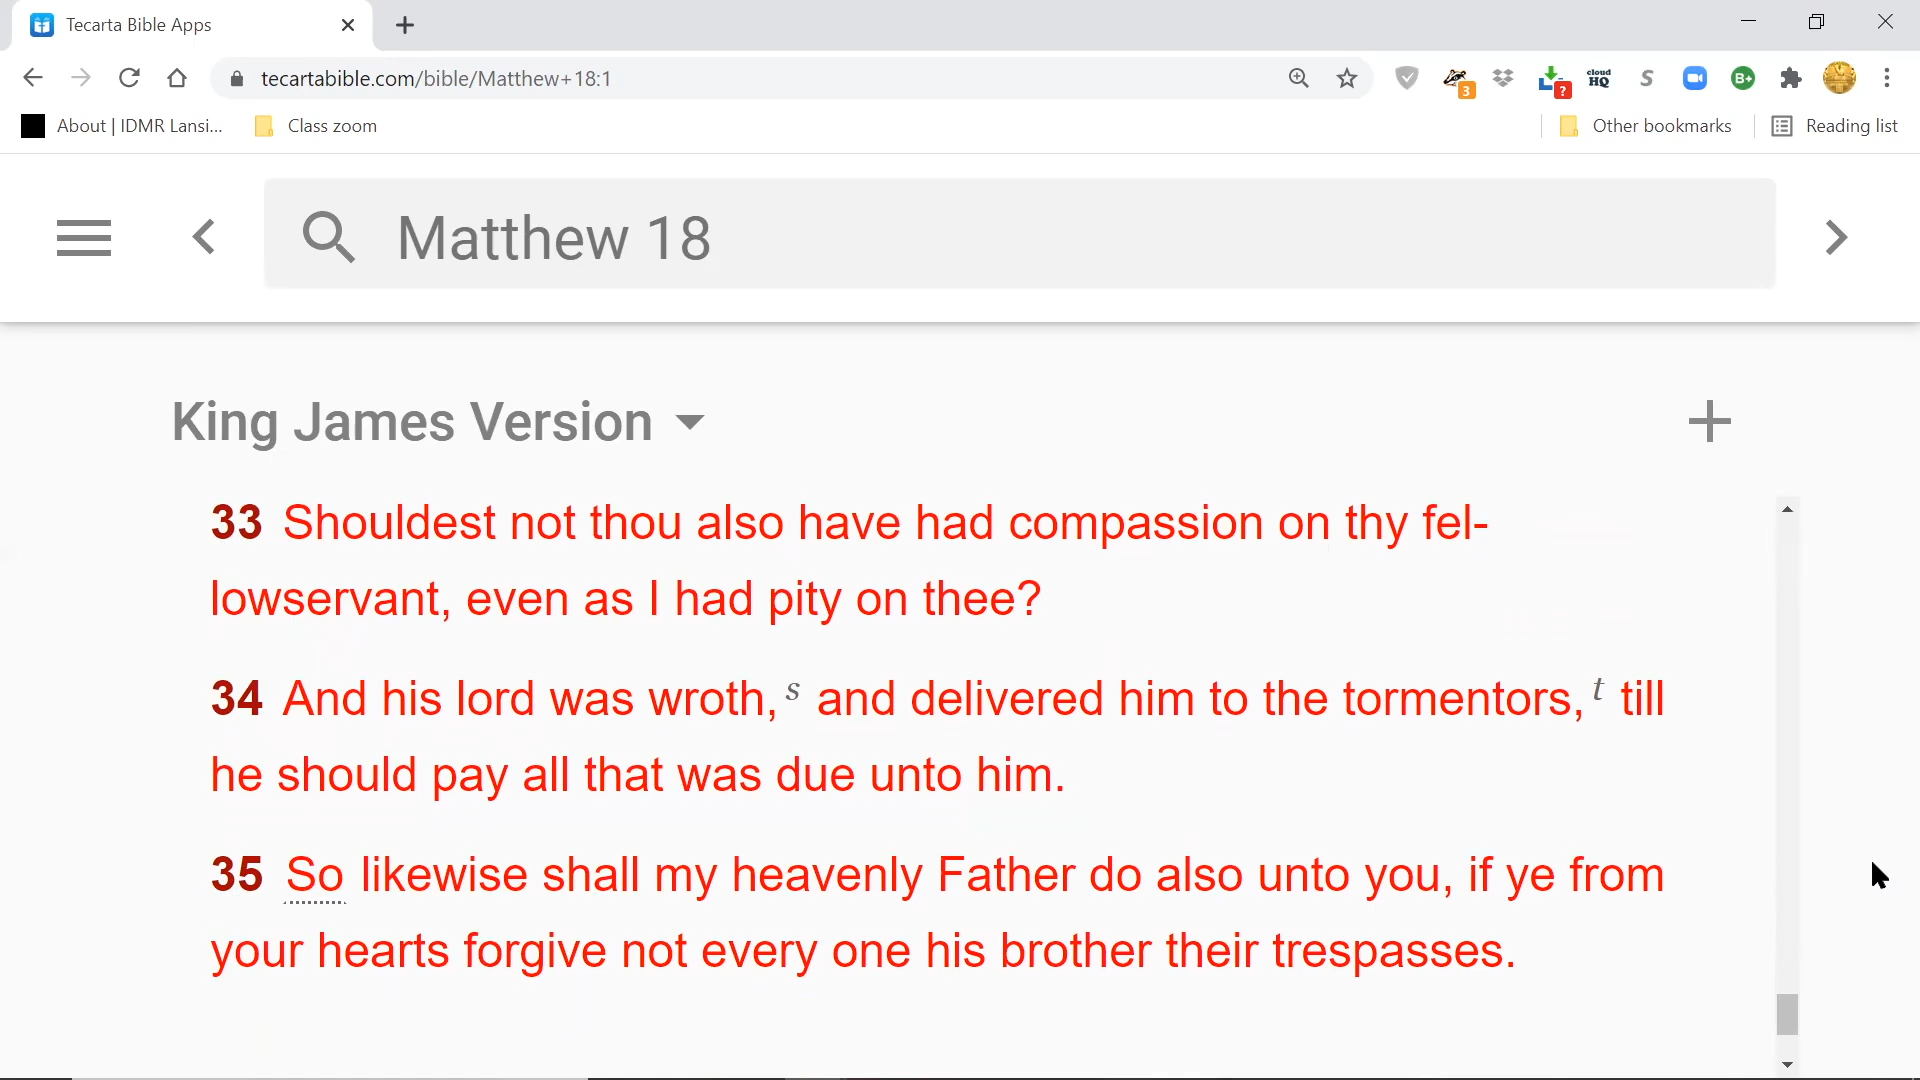 Tecarta Bible Apps
tecartabible.com/bible/Matthew+18:1
3
?
cloud
HQ
S
B+
About | IDMR Lansi...
Class zoom
Other bookmarks
Reading list
Matthew 18
King James Version
33 Shouldest not thou also have had compassion on thy fel-
lowservant, even as I had pity on thee?
34 And his lord was wroth, s and delivered him to the tormentors, t till
he should pay all that was due unto him.
35 So likewise shall my heavenly Father do also unto you, if ye from
your hearts forgive not every one his brother their trespasses.